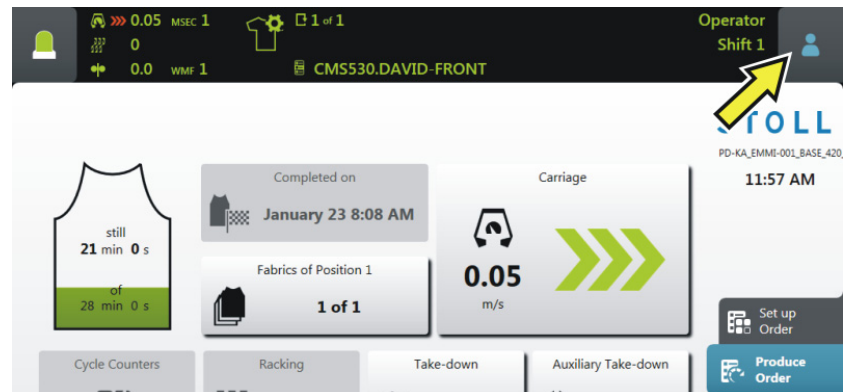 0.05 MSEC 1
1 of 1
Operator
0
Shift 1
0.0 WMF 1
CMS530.DAVID-FRONT
STOLL
PD-KA_EMMI-001_BASE_420_
11:57 AM
Completed on
January 23 8:08 AM
Carriage
still
21 min 0 s
of
28 min 0 s
Fabrics of Position 1
1 of 1
0.05
m/s
Set up
Order
Cycle Counters
Racking
Take-down
Auxiliary Take-down
Produce
Order